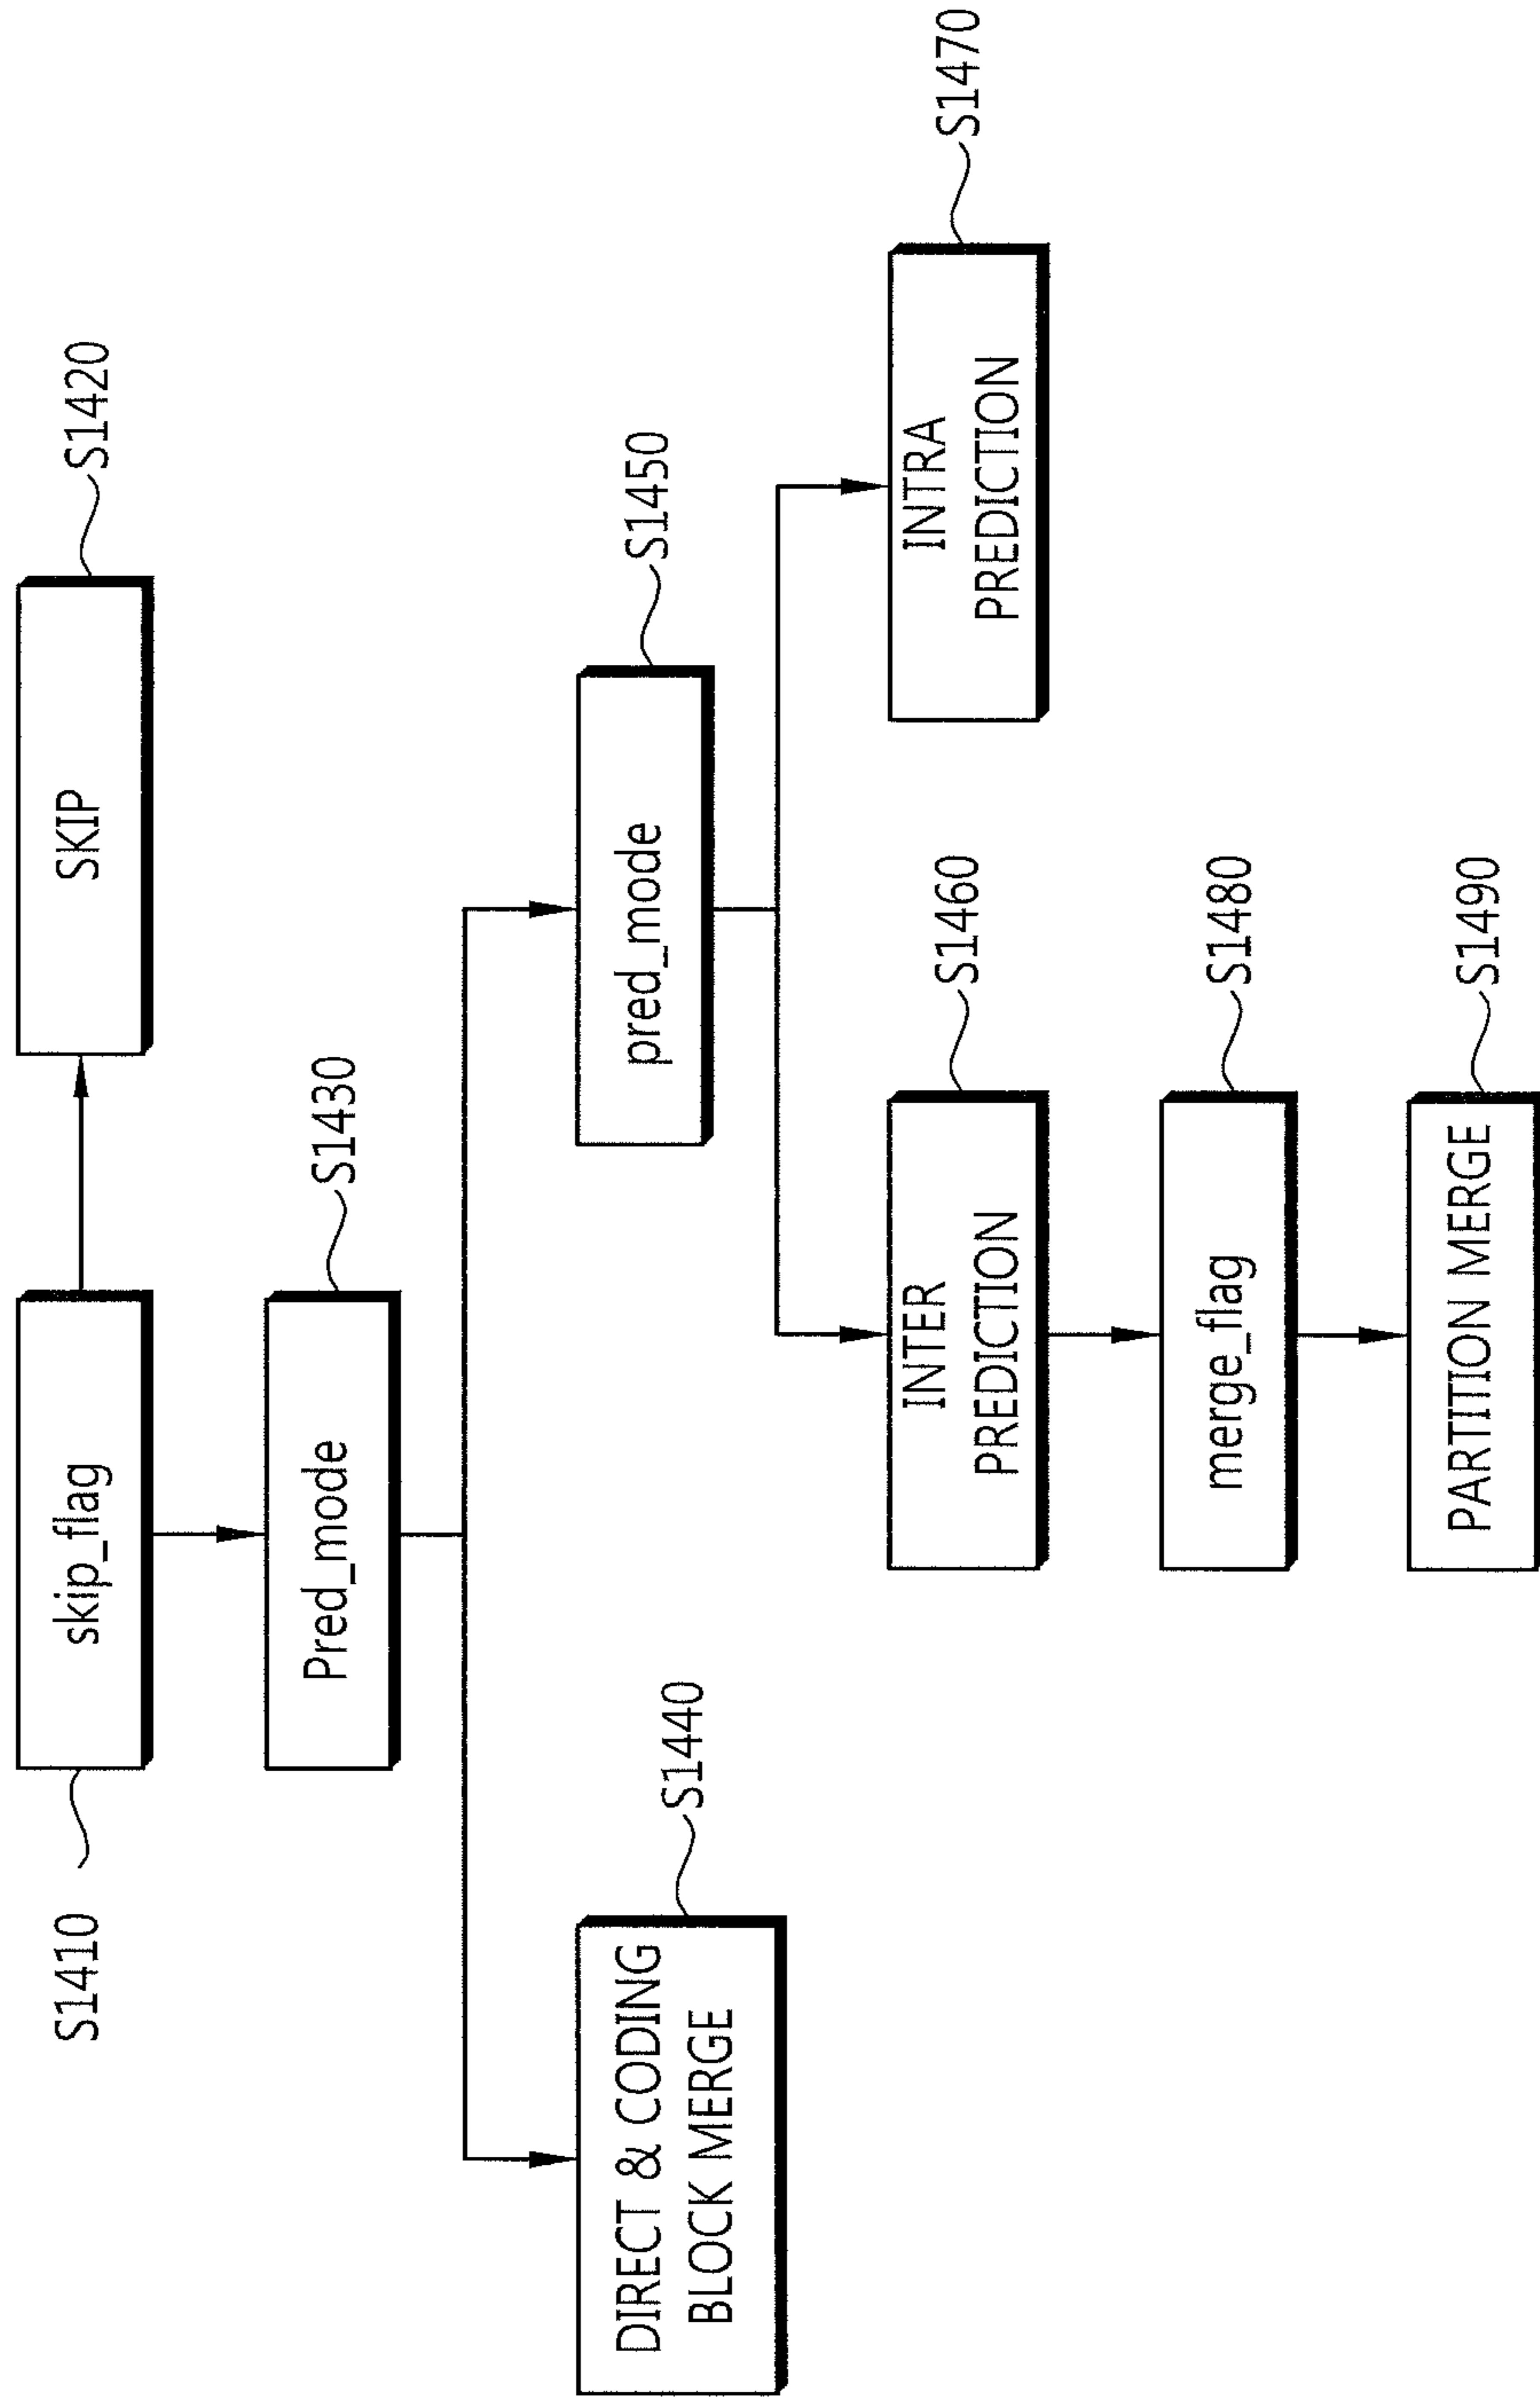 S1410
skip_flag
SKIP
S1420
Pred_mode
S1430
DIRECT & CODING
BLOCK MERGE
S1440
pred_mode
S1450
INTER
PREDICTION
S1460
INTRA
PREDICTION
S1470
merge_flag
S1480
PARTITION MERGE
S1490